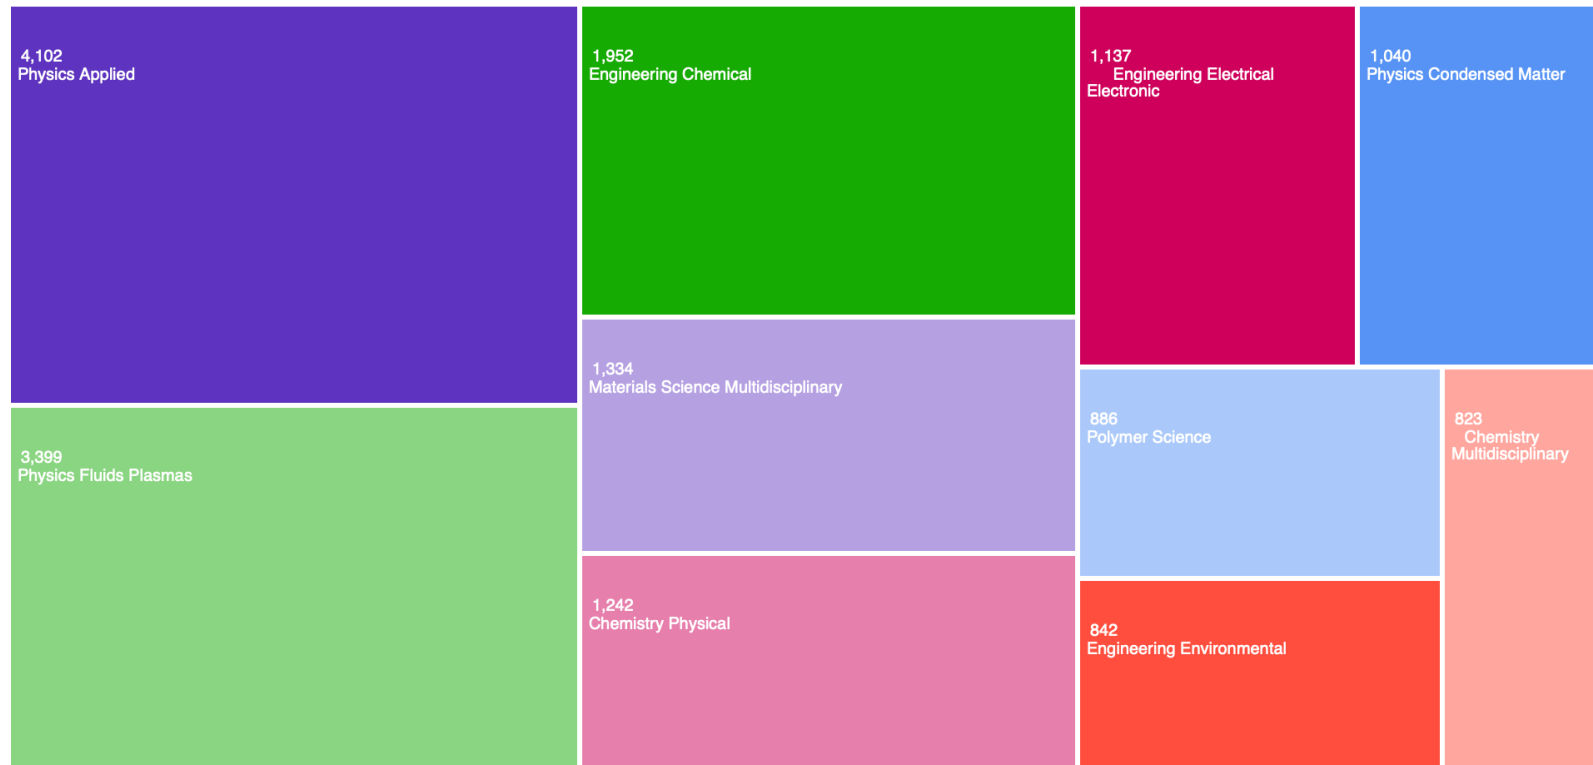 4,102
Physics Applied
3,399
Physics Fluids Plasmas
1,952
Engineering Chemical
1,334
Materials Science Multidisciplinary
1,242
Chemistry Physical
1,137
Engineering Electrical
Electronic
1,040
Physics Condensed Matter
886
Polymer Science
842
Engineering Environmental
823
Chemistry
Multidisciplinary